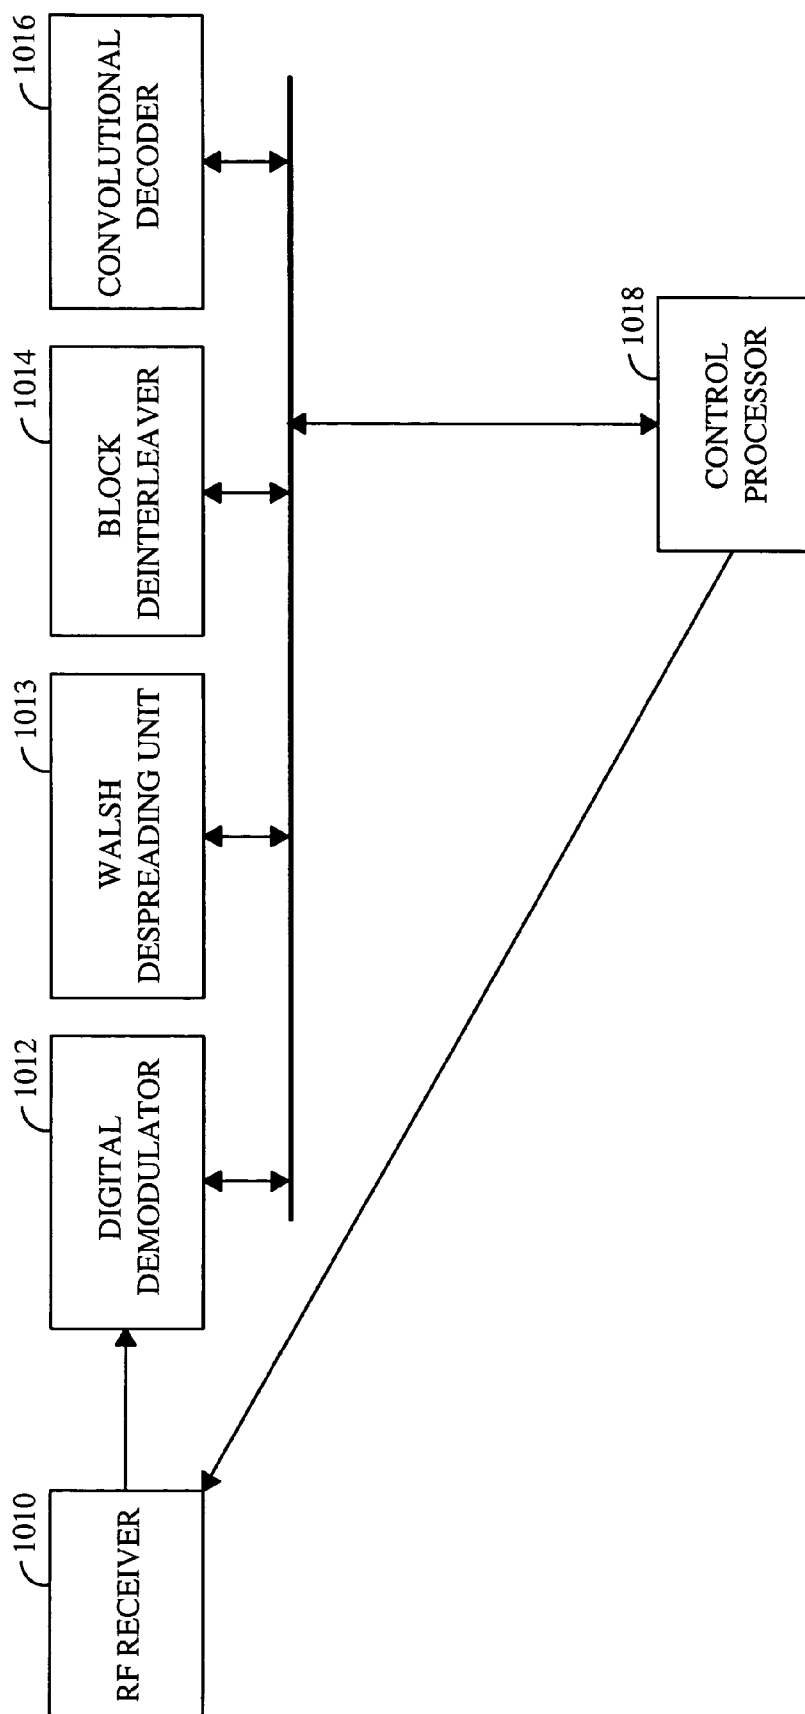 1010
RF RECEIVER
1012
DIGITAL
DEMODULATOR
1013
WALSH
DESPREADING UNIT
1014
BLOCK
DEINTERLEAVER
1016
CONVOLUTIONAL
DECODER
1018
CONTROL
PROCESSOR